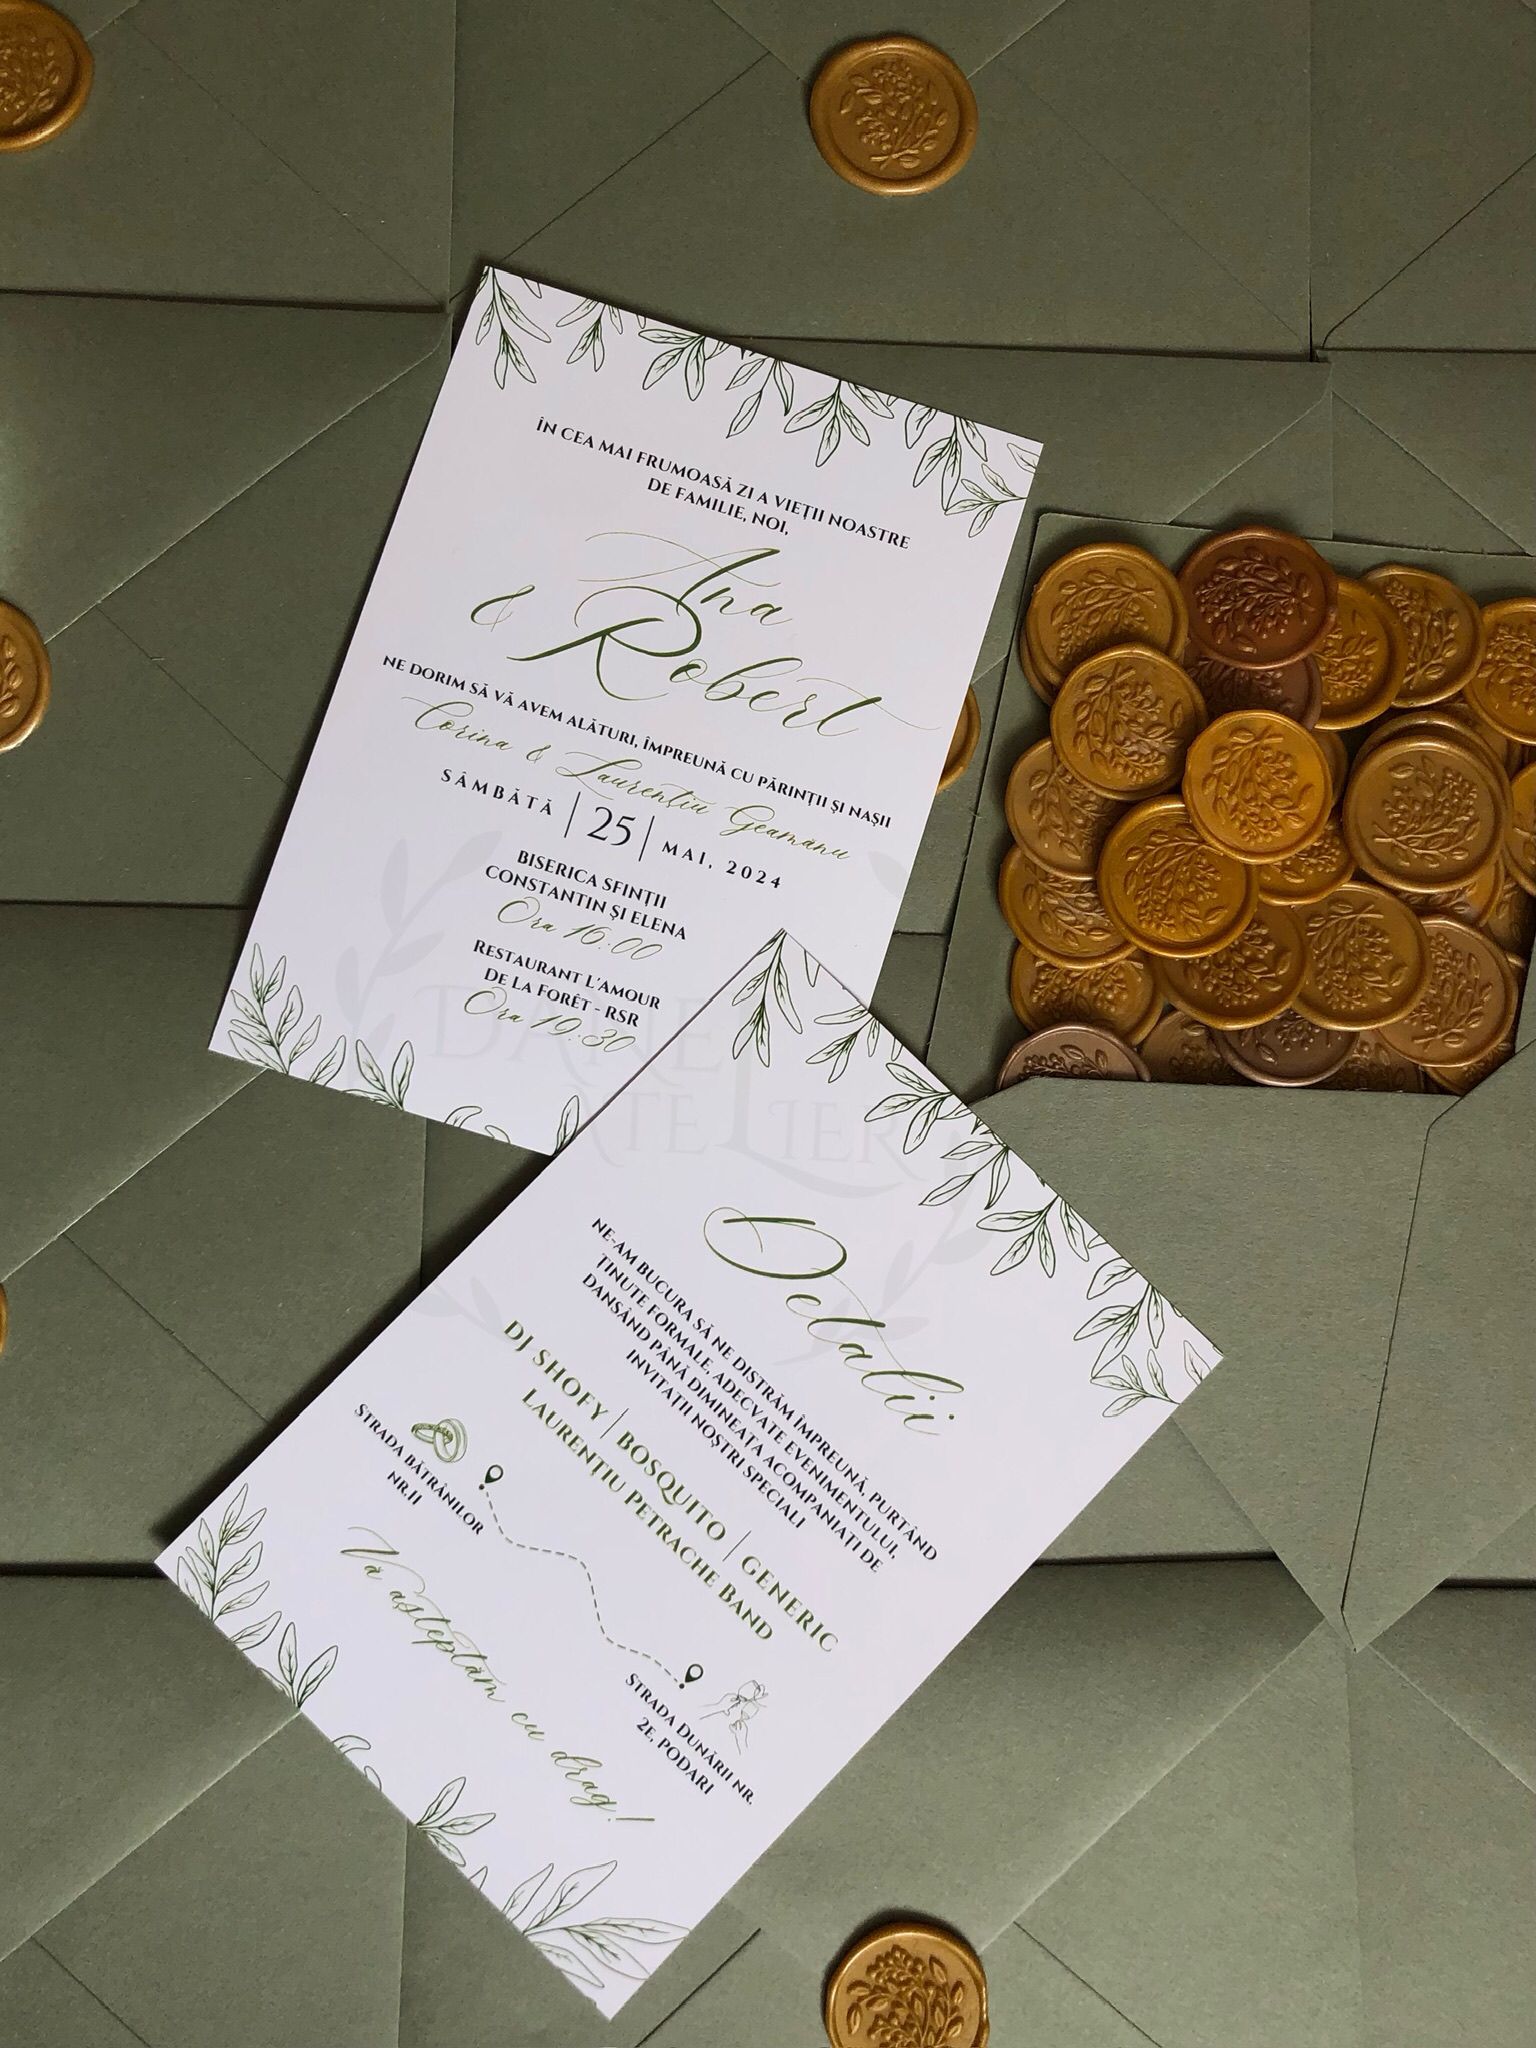 ÎN CEA MAI FRUMOASĂ ZI A VIEȚII NOASTRE
DE FAMILIE, NOI,
Ana
& Robert
NE DORIM SĂ VĂ AVEM ALĂTURI, ÎMPREUNĂ CU PĂRINȚII ȘI NAȘII
Corina & Laurențiu Geamănu
SÂMBĂTĂ | 25 | MAI, 2024
BISERICA SFINȚII
CONSTANTIN ȘI ELENA
Ora 16:00
RESTAURANT L'AMOUR
DE LA FORÊT - RSR
Ora 19:30
DANE
ATELIER
Detalii
NE-AM BUCURA SĂ NE DISTRĂM ÎMPREUNĂ, PURTÂND
ȚINUTE FORMALE, ADECVATE EVENIMENTULUI,
DANSÂND PÂNĂ DIMINEAȚA ACOMPANIAȚI DE
INVITAȚII NOȘTRI SPECIALI
DJ SHOFY | BOSQUITO | GENERIC
LAURENȚIU PETRACHE BAND
STRADA BĂTRÂNILOR
NR.11
STRADA DUNĂRII NR.
2E, PODARI
Vă așteptăm cu drag!